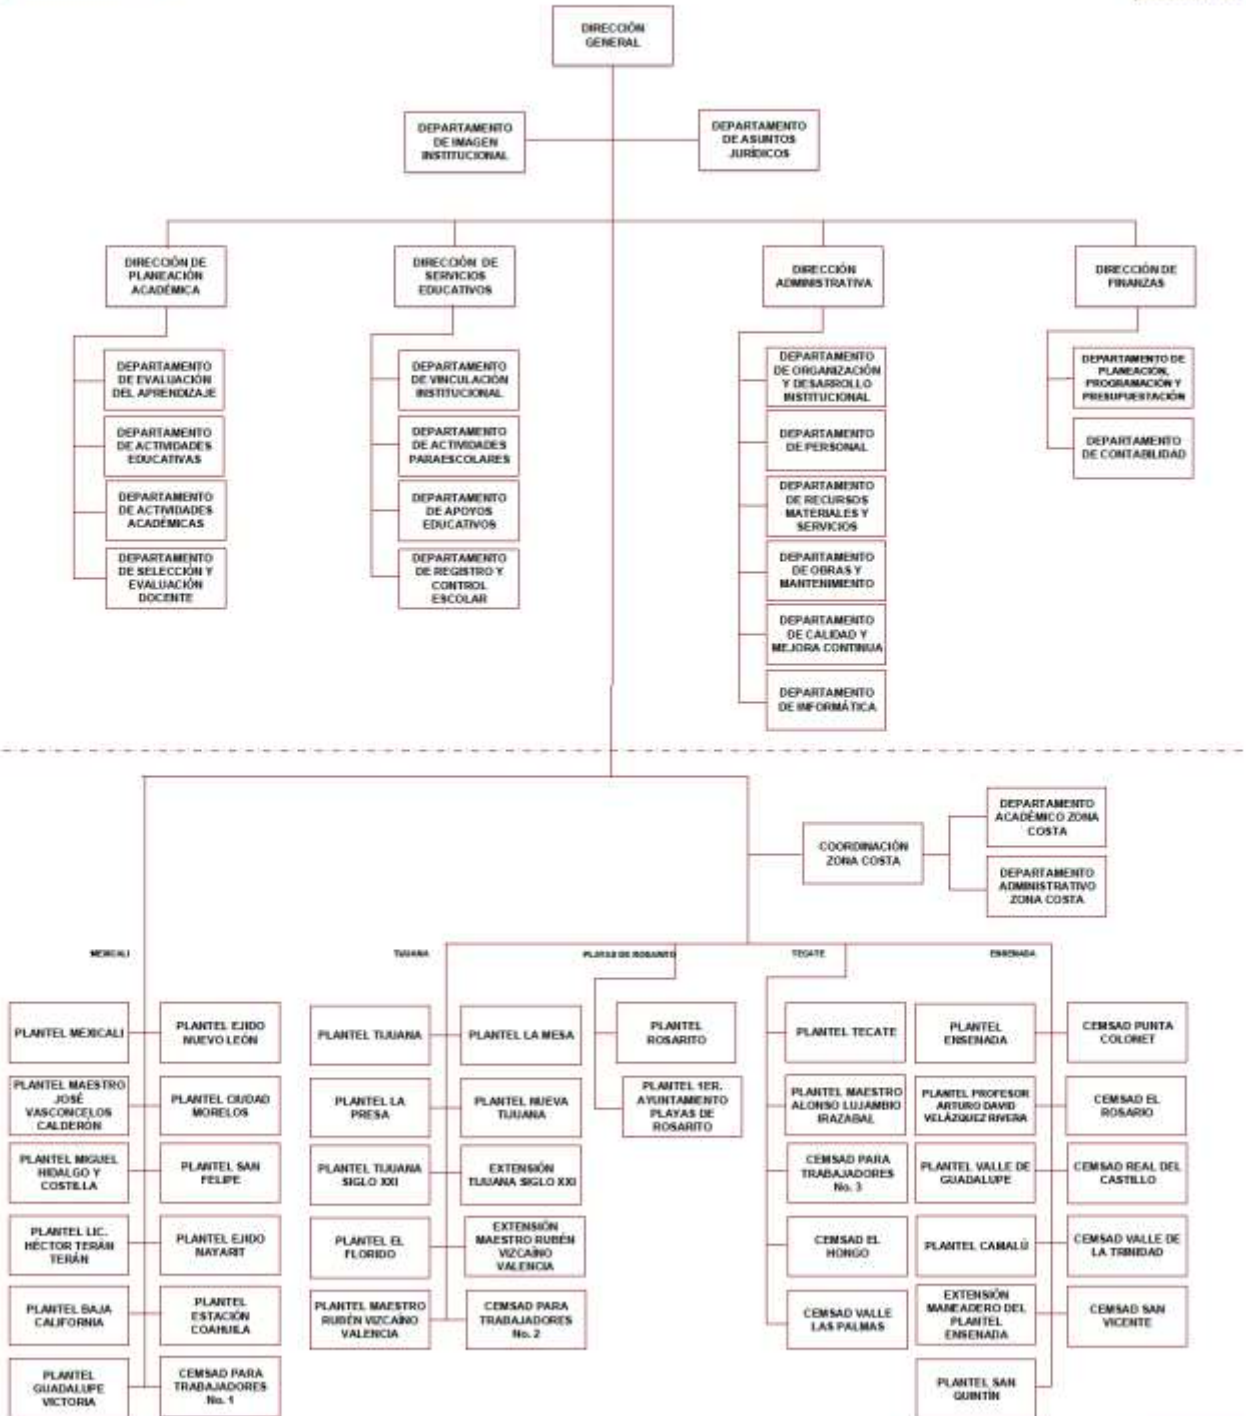 DIRECCIÓN
GENERAL
DEPARTAMENTO
DE IMAGEN
INSTITUCIONAL
DEPARTAMENTO
DE ASUNTOS
JURÍDICOS
DIRECCIÓN DE
PLANEACIÓN
ACADÉMICA
DIRECCIÓN DE
SERVICIOS
EDUCATIVOS
DIRECCIÓN
ADMINISTRATIVA
DIRECCIÓN DE
FINANZAS
DEPARTAMENTO
DE EVALUACIÓN
DEL APRENDIZAJE
DEPARTAMENTO
DE ACTIVIDADES
EDUCATIVAS
DEPARTAMENTO
DE ACTIVIDADES
ACADÉMICAS
DEPARTAMENTO
DE SELECCIÓN Y
EVALUACIÓN
DOCENTE
DEPARTAMENTO
DE VINCULACIÓN
INSTITUCIONAL
DEPARTAMENTO
DE ACTIVIDADES
PARAESCOLARES
DEPARTAMENTO
DE APOYOS
EDUCATIVOS
DEPARTAMENTO
DE REGISTRO Y
CONTROL
ESCOLAR
DEPARTAMENTO
DE ORGANIZACIÓN
Y DESARROLLO
INSTITUCIONAL
DEPARTAMENTO
DE PERSONAL
DEPARTAMENTO
DE RECURSOS
MATERIALES Y
SERVICIOS
DEPARTAMENTO
DE OBRAS Y
MANTENIMIENTO
DEPARTAMENTO
DE CALIDAD Y
MEJORA CONTINUA
DEPARTAMENTO
DE INFORMÁTICA
DEPARTAMENTO DE
PLANEACIÓN,
PROGRAMACIÓN Y
PRESUPUESTACIÓN
DEPARTAMENTO
DE CONTABILIDAD
COORDINACIÓN
ZONA COSTA
DEPARTAMENTO
ACADÉMICO ZONA
COSTA
DEPARTAMENTO
ADMINISTRATIVO
ZONA COSTA
MEXICALI
PLANTEL MEXICALI
PLANTEL EJIDO
NUEVO LEÓN
PLANTEL MAESTRO
JOSÉ
VASCONCELOS
CALDERÓN
PLANTEL CIUDAD
MORELOS
PLANTEL MIGUEL
HIDALGO Y
COSTILLA
PLANTEL SAN
FELIPE
PLANTEL LIC.
HÉCTOR TERÁN
TERÁN
PLANTEL EJIDO
NAYARIT
PLANTEL BAJA
CALIFORNIA
PLANTEL
ESTACIÓN
COAHUILA
PLANTEL
GUADALUPE
VICTORIA
CEMSAD PARA
TRABAJADORES
No. 1
TIJUANA
PLANTEL TIJUANA
PLANTEL LA MESA
PLANTEL LA
PRESA
PLANTEL NUEVA
TIJUANA
PLANTEL TIJUANA
SIGLO XXI
EXTENSIÓN
TIJUANA SIGLO XXI
PLANTEL EL
FLORIDO
EXTENSIÓN
MAESTRO RUBÉN
VIZCAÍNO
VALENCIA
PLANTEL MAESTRO
RUBÉN VIZCAÍNO
VALENCIA
CEMSAD PARA
TRABAJADORES
No. 2
PLAYAS DE ROSARITO
PLANTEL
ROSARITO
PLANTEL 1ER.
AYUNTAMIENTO
PLAYAS DE
ROSARITO
TECATE
PLANTEL TECATE
PLANTEL MAESTRO
ALONSO LUJAMBIO
IRAZABAL
CEMSAD PARA
TRABAJADORES
No. 3
CEMSAD EL
HONGO
CEMSAD VALLE
LAS PALMAS
ENSENADA
PLANTEL
ENSENADA
CEMSAD PUNTA
COLONET
PLANTEL PROFESOR
ARTURO DAVID
VELÁZQUEZ RIVERA
CEMSAD EL
ROSARIO
PLANTEL VALLE DE
GUADALUPE
CEMSAD REAL DEL
CASTILLO
PLANTEL CAMALÚ
CEMSAD VALLE DE
LA TRINIDAD
EXTENSIÓN
MANEADERO DEL
PLANTEL
ENSENADA
CEMSAD SAN
VICENTE
PLANTEL SAN
QUINTÍN